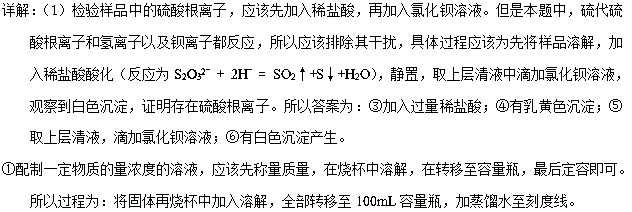 详解：（1）检验样品中的硫酸根离子，应该先加入稀盐酸，再加入氯化钡溶液。但是本题中，硫代硫
酸根离子和氢离子以及钡离子都反应，所以应该排除其干扰，具体过程应该为先将样品溶解，加
入稀盐酸酸化（反应为 S₂O₃²⁻ + 2H⁺ = SO₂↑+S↓+H₂O），静置，取上层清液中滴加氯化钡溶液，
观察到白色沉淀，证明存在硫酸根离子。所以答案为：③加入过量稀盐酸；④有乳黄色沉淀；⑤
取上层清液，滴加氯化钡溶液；⑥有白色沉淀产生。
①配制一定物质的量浓度的溶液，应该先称量质量，在烧杯中溶解，在转移至容量瓶，最后定容即可。
所以过程为：将固体再烧杯中加入溶解，全部转移至 100mL 容量瓶，加蒸馏水至刻度线。